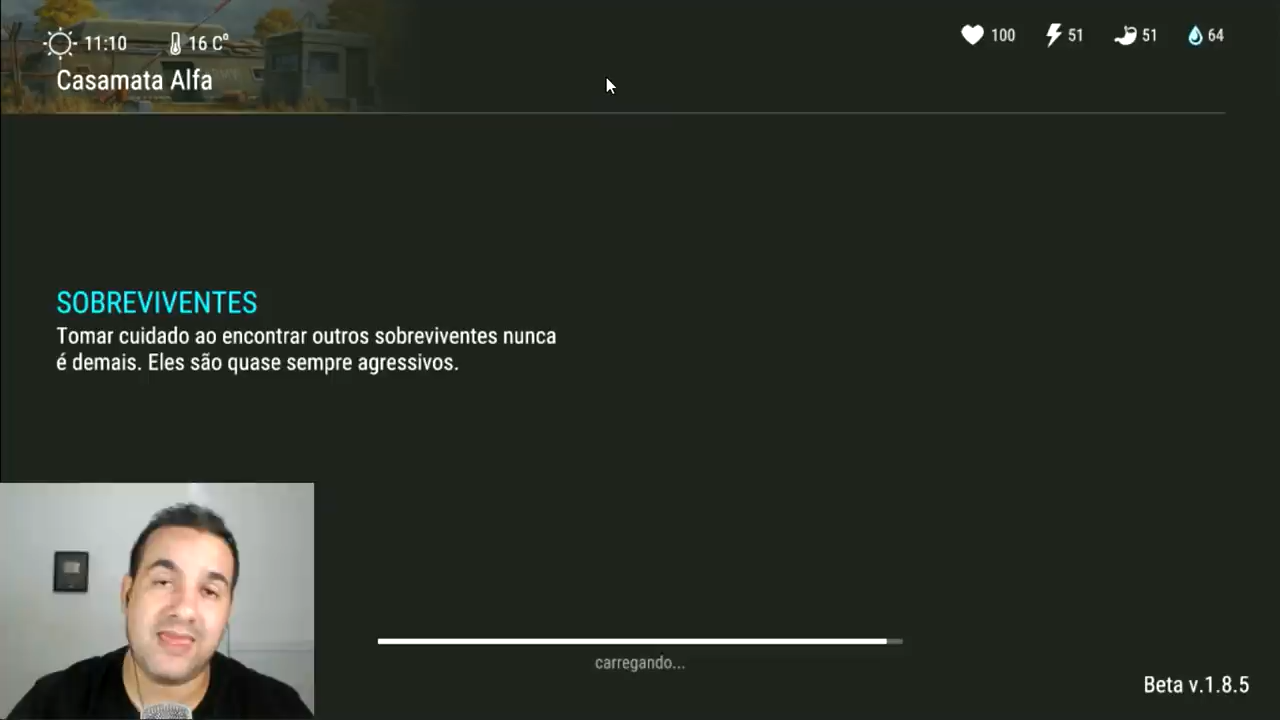 11:10
16 C°
100
51
51
64
Casamata Alfa
SOBREVIVENTES
Tomar cuidado ao encontrar outros sobreviventes nunca
é demais. Eles são quase sempre agressivos.
carregando...
Beta v.1.8.5